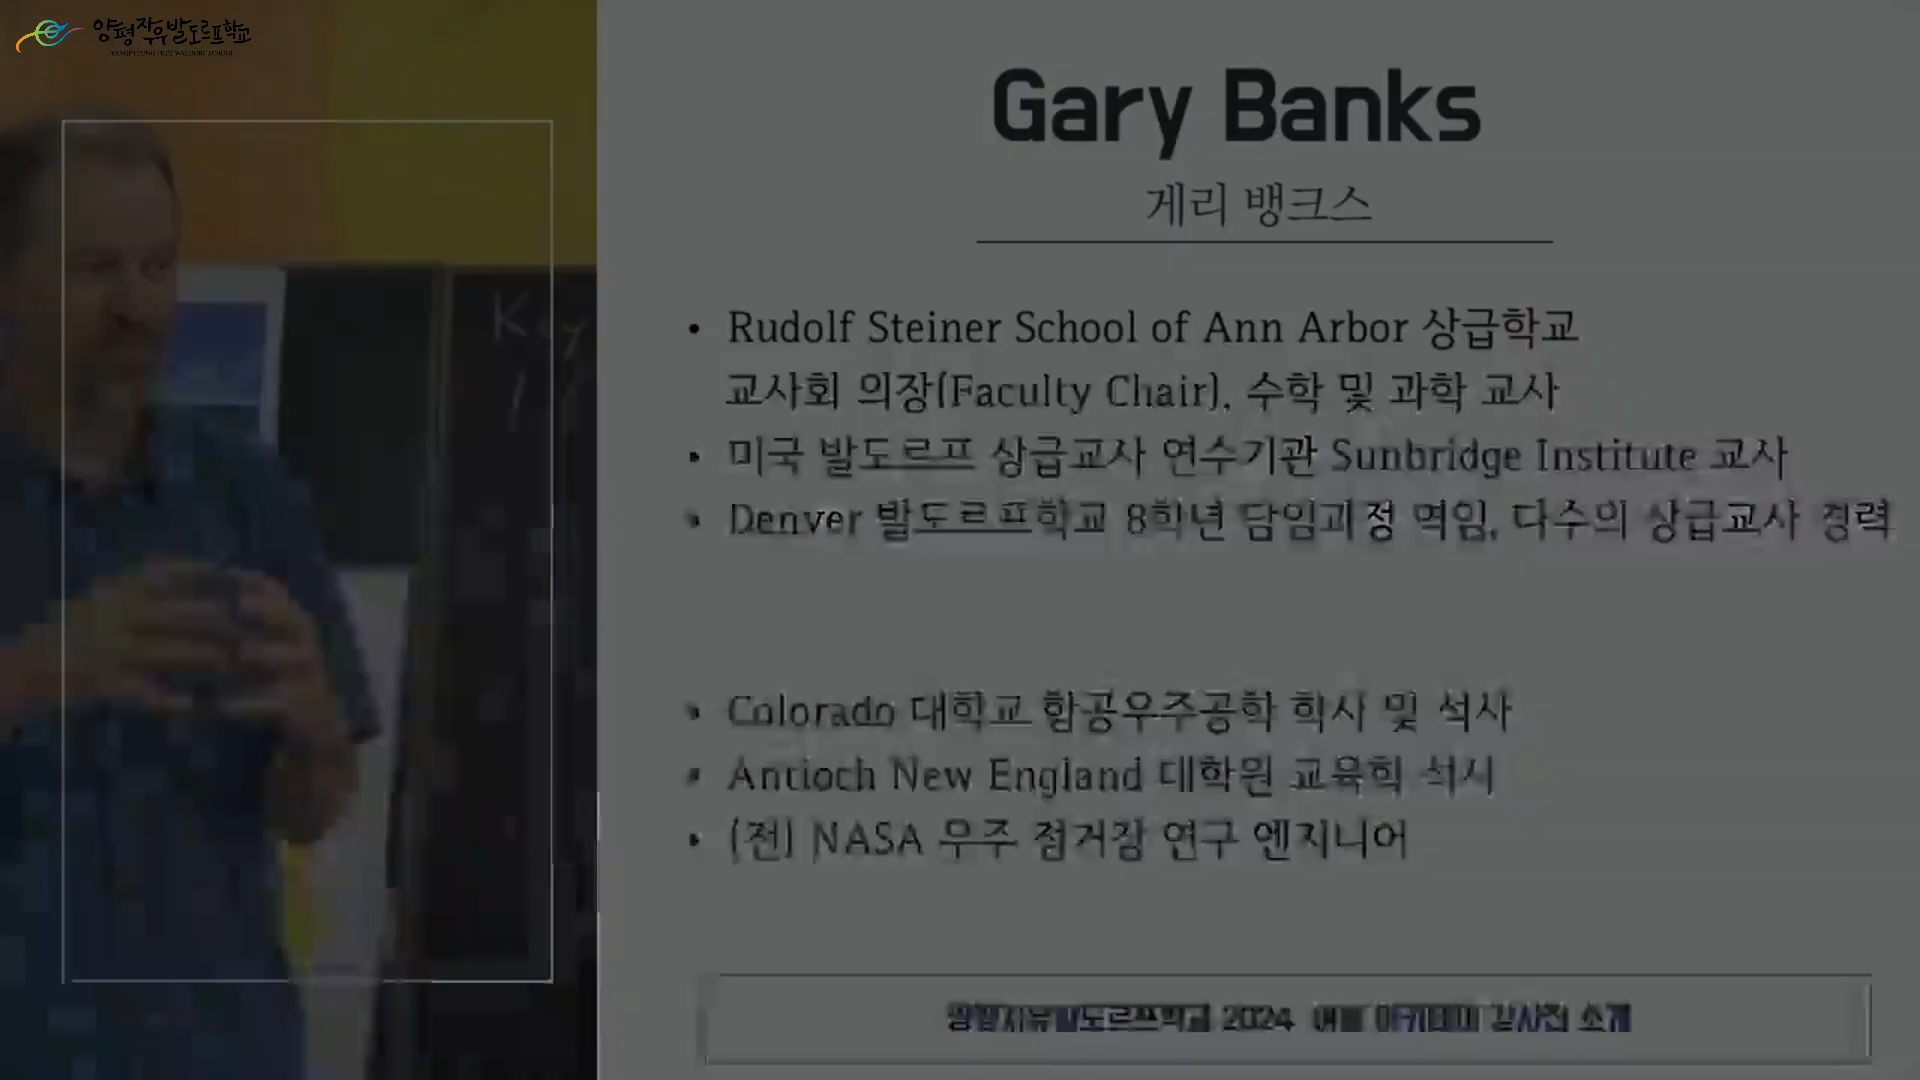 양평자유발도르프학교
YANGPYEONG FREE WALDORF SCHOOL
Key
Gary Banks
게리 뱅크스
• Rudolf Steiner School of Ann Arbor 상급학교
교사회 의장(Faculty Chair), 수학 및 과학 교사
• 미국 발도르프 상급교사 연수기관 Sunbridge Institute 교사
• Denver 발도르프학교 8학년 담임과정 역임, 다수의 상급교사 경력
• Colorado 대학교 항공우주공학 학사 및 석사
• Antioch New England 대학원 교육학 석사
• (전) NASA 우주 정거장 연구 엔지니어
양평자유발도르프학교 2024 여름 아카데미 강사진 소개